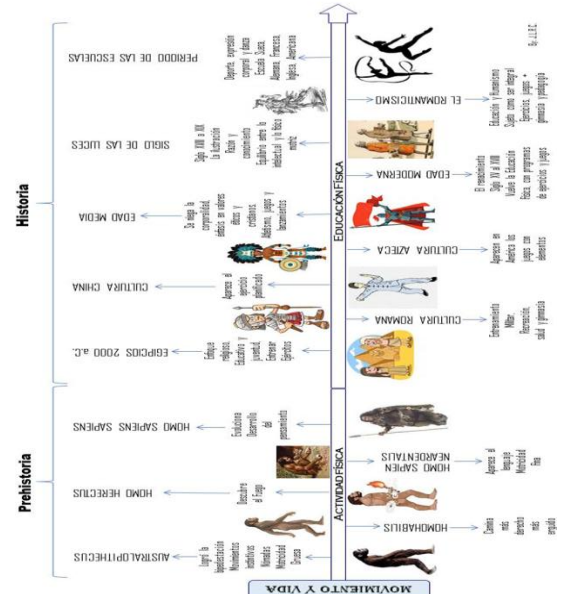 MOVIMIENTO Y VIDA
Prehistoria
Historia
ACTIVIDAD FÍSICA
EDUCACIÓN FÍSICA
AUSTRALOPITHECUS
Logró la
bipedestación
Movimientos
instintivos
Nómadas
Motricidad
Gruesa
HOMOHABILIS
Camina
más
derecho
más
erguido
HOMO HERECTUS
Descubre
el Fuego
HOMO SAPIEN
NEARDENTALIS
Aparece el
lenguaje
Motricidad
Fina
HOMO SAPIENS SAPIENS
Evoluciona
Desarrollo
del
pensamiento
EGIPCIOS 2000 a.C.
Enfoque
religioso,
Educativo y
juventud.
Entrenar
Ejércitos
CULTURA ROMANA
Entrenamiento
Militar,
Recreación,
salud y gimnasia
CULTURA CHINA
Aparece el
ejercicio
planificado
CULTURA AZTECA
Aparecen en
América los
juegos con
elementos
EDAD MEDIA
Se niega la
corporalidad,
énfasis en valores
éticos y
cristianos,
Atletismo, juegos y
lanzamientos
EDAD MODERNA
El renacimiento
Siglo XV al XVIII
Vuelve la Educación
Física, con programas
de ejercicios y juegos
SIGLO DE LAS LUCES
Siglo XVIII a XIX
La ilustración
Razón y
conocimiento
Equilibrio entre lo
intelectual y lo físico
motriz
EL ROMANTICISMO
Educación y Humanismo
Sujeto como ser integral
Ejercicios, juegos +
gimnasia y pedagogía
PERIODO DE LAS ESCUELAS
Deporte, expresión
corporal y danza
Escuela Sueca,
Alemana, Francesa,
Inglesa, Americana
By: J.L.R.C.